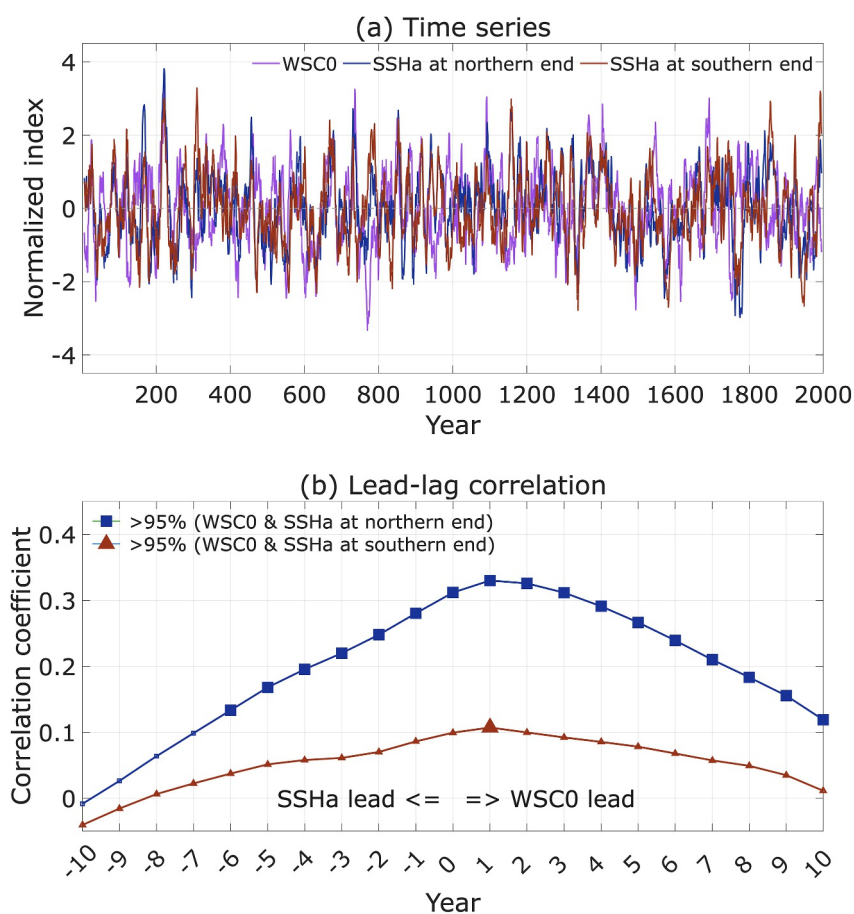 (a) Time series
WSC0 SSHa at northern end SSHa at southern end
4
2
0
-2
-4
Normalized index
200 400 600 800 1000 1200 1400 1600 1800 2000
Year
(b) Lead-lag correlation
>95% (WSC0 & SSHa at northern end)
>95% (WSC0 & SSHa at southern end)
0.4
0.3
0.2
0.1
0
Correlation coefficient
SSHa lead <= => WSC0 lead
-10 -9 -8 -7 -6 -5 -4 -3 -2 -1 0 1 2 3 4 5 6 7 8 9 10
Year